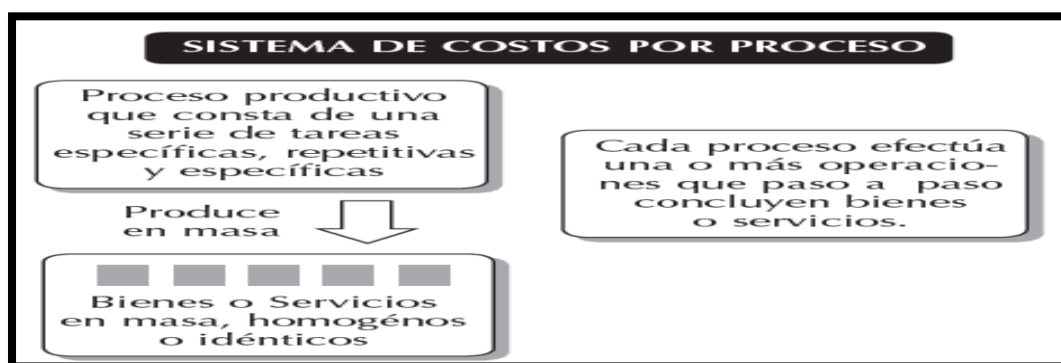 SISTEMA DE COSTOS POR PROCESO
Proceso productivo
que consta de una
serie de tareas
específicas, repetitivas
y específicas
Produce
en masa
Bienes o Servicios
en masa, homogénos
o idénticos
Cada proceso efectúa
una o más operacio-
nes que paso a paso
concluyen bienes
o servicios.